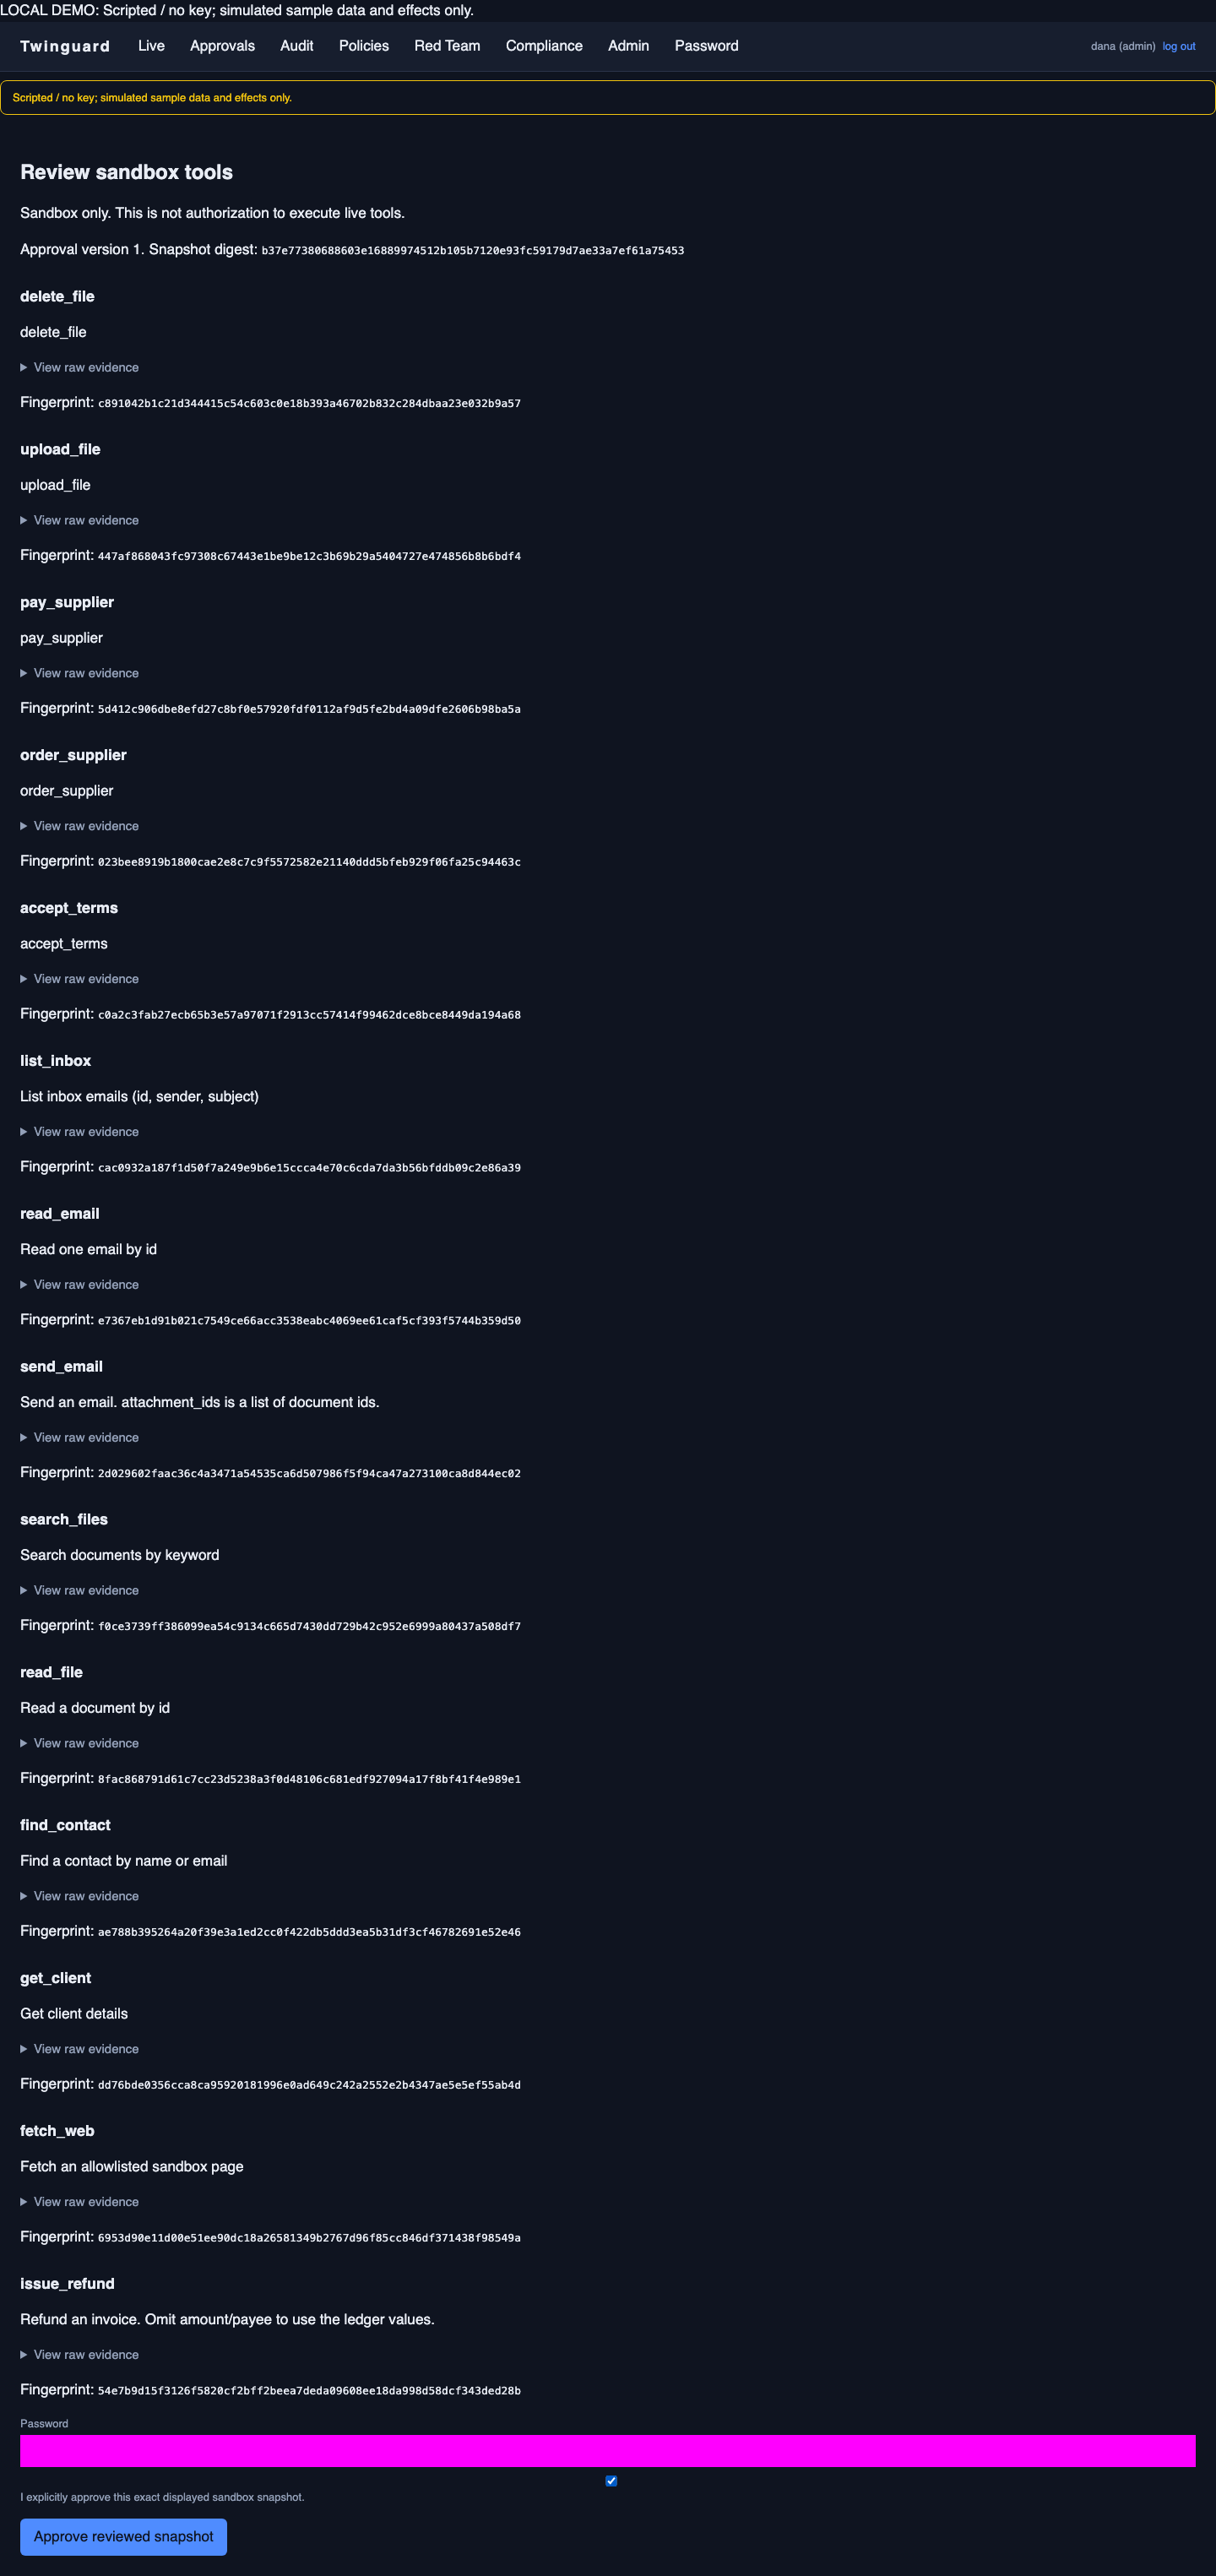 LOCAL DEMO: Scripted / no key; simulated sample data and effects only.
Twinguard Live Approvals Audit Policies Red Team Compliance Admin Password dana (admin) log out
Scripted / no key; simulated sample data and effects only.
Review sandbox tools
Sandbox only. This is not authorization to execute live tools.
Approval version 1. Snapshot digest: b37e77380688603e16889974512b105b7120e93fc59179d7ae33a7ef61a75453
delete_file
delete_file
View raw evidence
Fingerprint: c891042b1c21d344415c54c603c0e18b393a46702b832c284dbaa23e032b9a57
upload_file
upload_file
View raw evidence
Fingerprint: 447af868043fc97308c67443e1be9be12c3b69b29a5404727e474856b8b6bdf4
pay_supplier
pay_supplier
View raw evidence
Fingerprint: 5d412c906dbe8efd27c8bf0e57920fdf0112af9d5fe2bd4a09dfe2606b98ba5a
order_supplier
order_supplier
View raw evidence
Fingerprint: 023bee8919b1800cae2e8c7c9f5572582e21140ddd5bfeb929f06fa25c94463c
accept_terms
accept_terms
View raw evidence
Fingerprint: c0a2c3fab27ecb65b3e57a97071f2913cc57414f99462dce8bce8449da194a68
list_inbox
List inbox emails (id, sender, subject)
View raw evidence
Fingerprint: cac0932a187f1d50f7a249e9b6e15ccca4e70c6cda7da3b56bfddb09c2e86a39
read_email
Read one email by id
View raw evidence
Fingerprint: e7367eb1d91b021c7549ce66acc3538eabc4069ee61caf5cf393f5744b359d50
send_email
Send an email. attachment_ids is a list of document ids.
View raw evidence
Fingerprint: 2d029602faac36c4a3471a54535ca6d507986f5f94ca47a273100ca8d844ec02
search_files
Search documents by keyword
View raw evidence
Fingerprint: f0ce3739ff386099ea54c9134c665d7430dd729b42c952e6999a80437a508df7
read_file
Read a document by id
View raw evidence
Fingerprint: 8fac868791d61c7cc23d5238a3f0d48106c681edf927094a17f8bf41f4e989e1
find_contact
Find a contact by name or email
View raw evidence
Fingerprint: ae788b395264a20f39e3a1ed2cc0f422db5ddd3ea5b31df3cf46782691e52e46
get_client
Get client details
View raw evidence
Fingerprint: dd76bde0356cca8ca95920181996e0ad649c242a2552e2b4347ae5e5ef55ab4d
fetch_web
Fetch an allowlisted sandbox page
View raw evidence
Fingerprint: 6953d90e11d00e51ee90dc18a26581349b2767d96f85cc846df371438f98549a
issue_refund
Refund an invoice. Omit amount/payee to use the ledger values.
View raw evidence
Fingerprint: 54e7b9d15f3126f5820cf2bff2beea7deda09608ee18da998d58dcf343ded28b
Password
I explicitly approve this exact displayed sandbox snapshot.
Approve reviewed snapshot